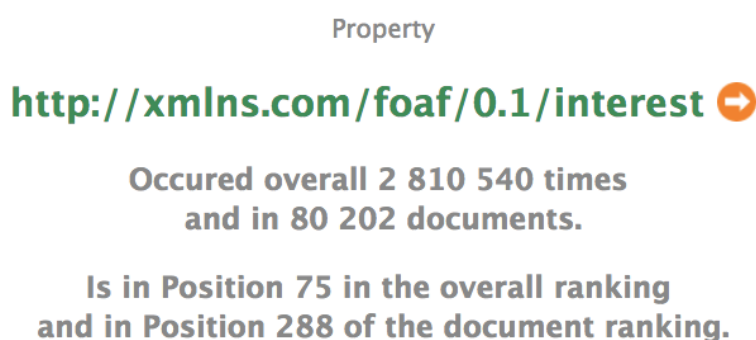 Property
http://xmlns.com/foaf/0.1/interest
Occured overall 2 810 540 times
and in 80 202 documents.
Is in Position 75 in the overall ranking
and in Position 288 of the document ranking.